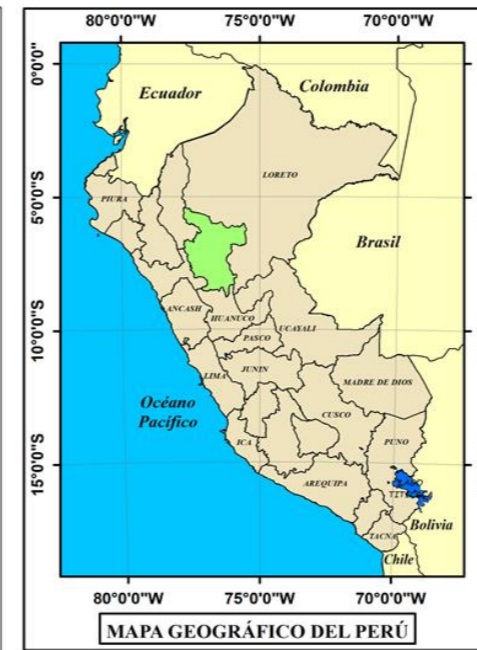 80°0'0"W 75°0'0"W 70°0'0"W
0°0'0"
Colombia
Ecuador
LORETO
5°0'0"S
PIURA
Brasil
ANCASH
HUANUCO
10°0'0"S
UCAYALI
PASCO
JUNIN
LIMA
MADRE DE DIOS
Océano
Pacífico
CUSCO
ICA
PUNO
15°0'0"S
AREQUIPA
LAGO
TITICACA
Bolivia
TACNA
Chile
80°0'0"W 75°0'0"W 70°0'0"W
MAPA GEOGRÁFICO DEL PERÚ